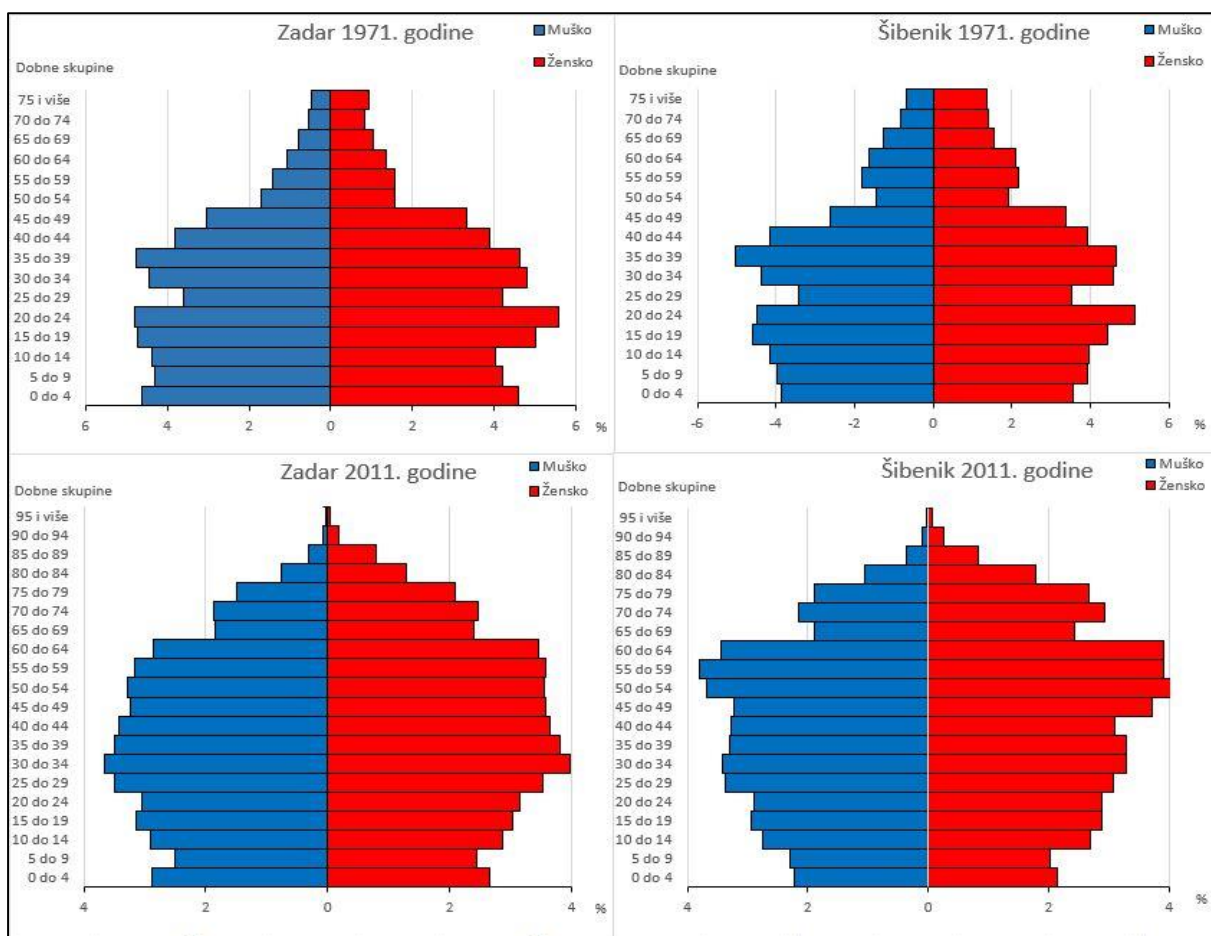 Zadar 1971. godine
Muško
Žensko
Dobne skupine
75 i više
70 do 74
65 do 69
60 do 64
55 do 59
50 do 54
45 do 49
40 do 44
35 do 39
30 do 34
25 do 29
20 do 24
15 do 19
10 do 14
5 do 9
0 do 4
6 4 2 0 2 4 6 %
Šibenik 1971. godine
Muško
Žensko
Dobne skupine
75 i više
70 do 74
65 do 69
60 do 64
55 do 59
50 do 54
45 do 49
40 do 44
35 do 39
30 do 34
25 do 29
20 do 24
15 do 19
10 do 14
5 do 9
0 do 4
-6 -4 -2 0 2 4 6 %
Zadar 2011. godine
Muško
Žensko
Dobne skupine
95 i više
90 do 94
85 do 89
80 do 84
75 do 79
70 do 74
65 do 69
60 do 64
55 do 59
50 do 54
45 do 49
40 do 44
35 do 39
30 do 34
25 do 29
20 do 24
15 do 19
10 do 14
5 do 9
0 do 4
4 2 0 2 4 %
Šibenik 2011. godine
Muško
Žensko
Dobne skupine
95 i više
90 do 94
85 do 89
80 do 84
75 do 79
70 do 74
65 do 69
60 do 64
55 do 59
50 do 54
45 do 49
40 do 44
35 do 39
30 do 34
25 do 29
20 do 24
15 do 19
10 do 14
5 do 9
0 do 4
4 2 0 2 4 %